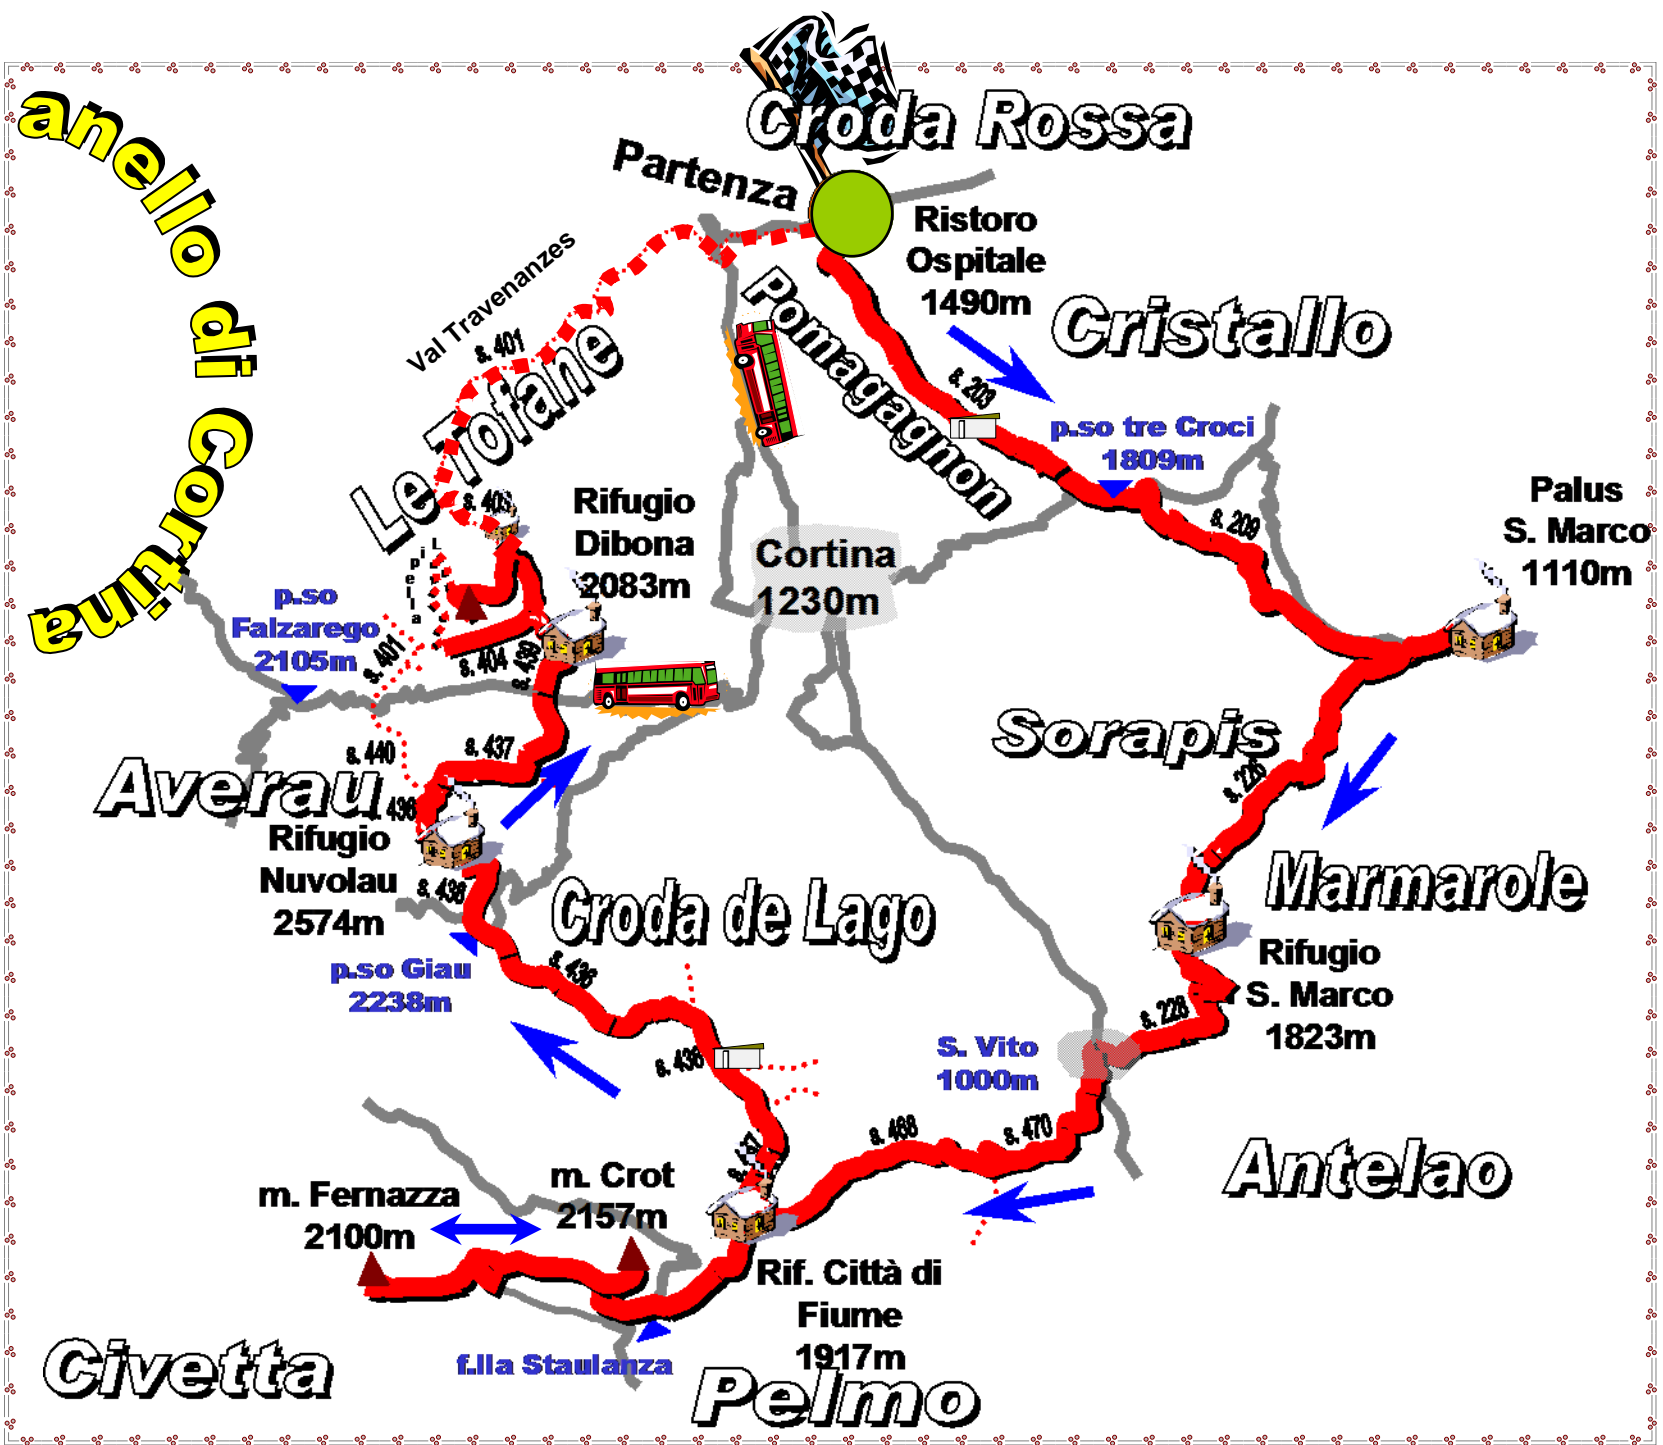 anello di Cortina
Croda Rossa
Partenza
Ristoro
Ospitale
1490m
Val Travenanzes
s. 401
Le Tofane
Pomagagnon
Cristallo
s. 203
p.so tre Croci
1809m
s. 209
Palus
S. Marco
1110m
Rifugio
Dibona
2083m
Cortina
1230m
p.so
Falzarego
2105m
s. 401
s. 404
s. 440
s. 437
Averau
Sorapis
Rifugio
Nuvolau
2574m
s. 438
Croda de Lago
Marmarole
Rifugio
S. Marco
1823m
p.so Giau
2238m
s. 436
s. 436
s. 228
S. Vito
1000m
s. 468
s. 470
Antelao
m. Crot
2157m
m. Fernazza
2100m
Rif. Città di
Fiume
1917m
f.lla Staulanza
Civetta
Pelmo